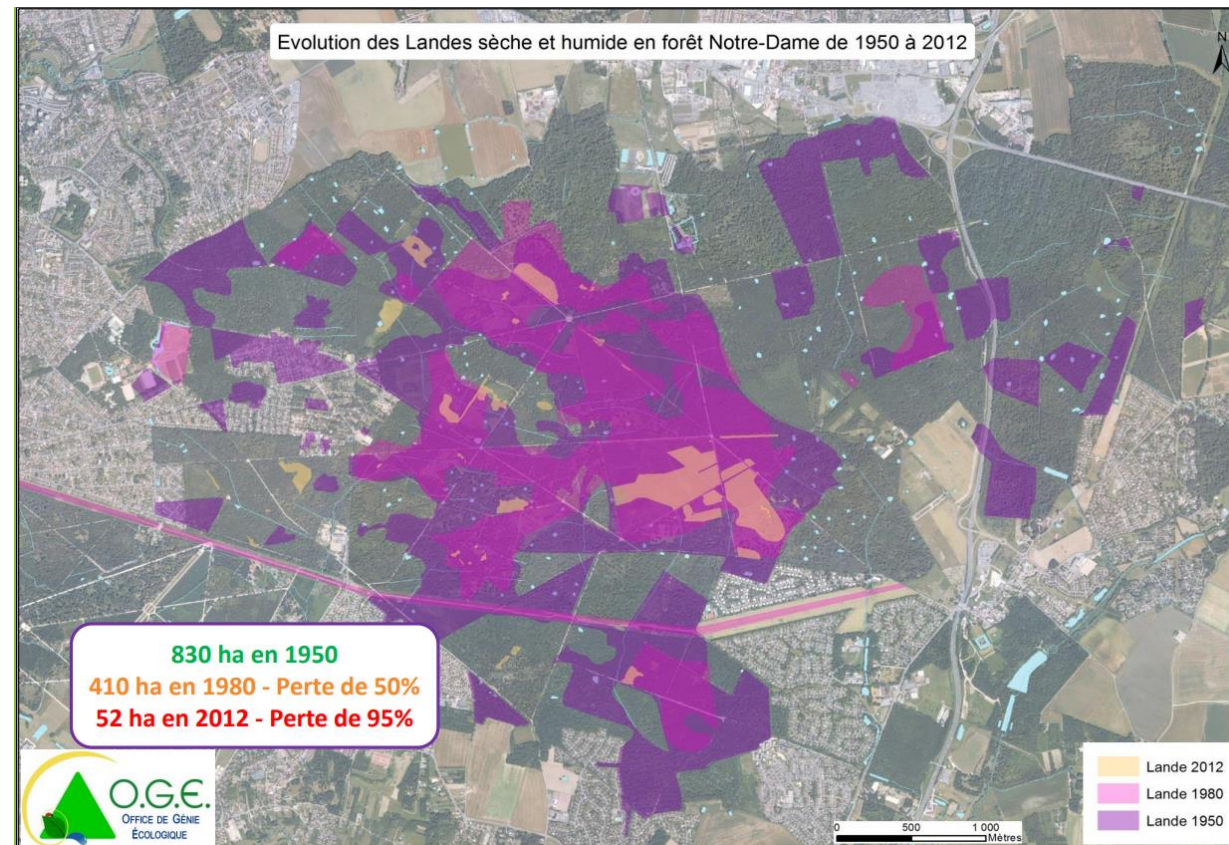 Evolution des Landes sèche et humide en forêt Notre-Dame de 1950 à 2012
N
830 ha en 1950
410 ha en 1980 - Perte de 50%
52 ha en 2012 - Perte de 95%
O.G.E.
OFFICE DE GÉNIE
ÉCOLOGIQUE
0 500 1 000
Mètres
Lande 2012
Lande 1980
Lande 1950